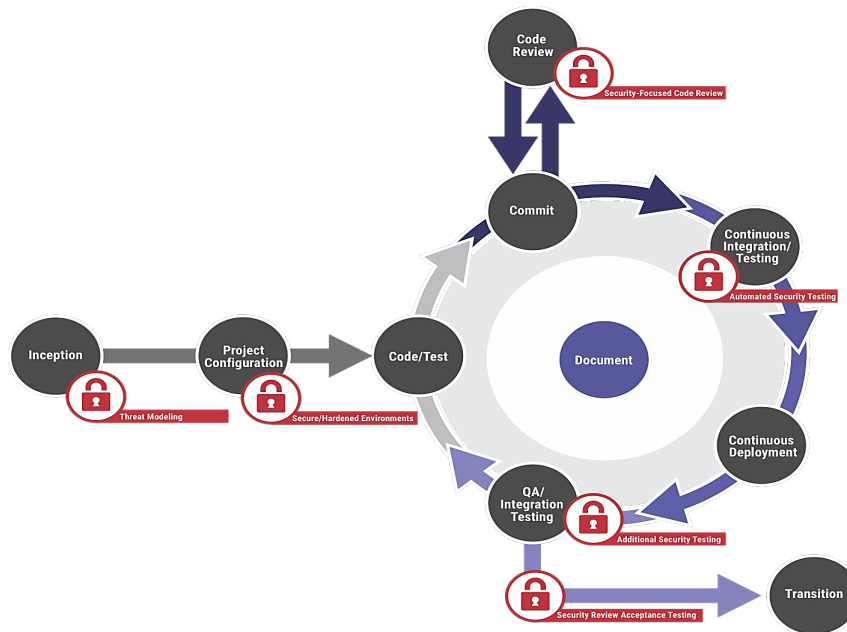 Code
Review
Security-Focused Code Review
Commit
Continuous
Integration/
Testing
Automated Security Testing
Inception
Project
Configuration
Code/Test
Document
Threat Modeling
Secure/Hardened Environments
Continuous
Deployment
QA/
Integration
Testing
Additional Security Testing
Transition
Security Review Acceptance Testing